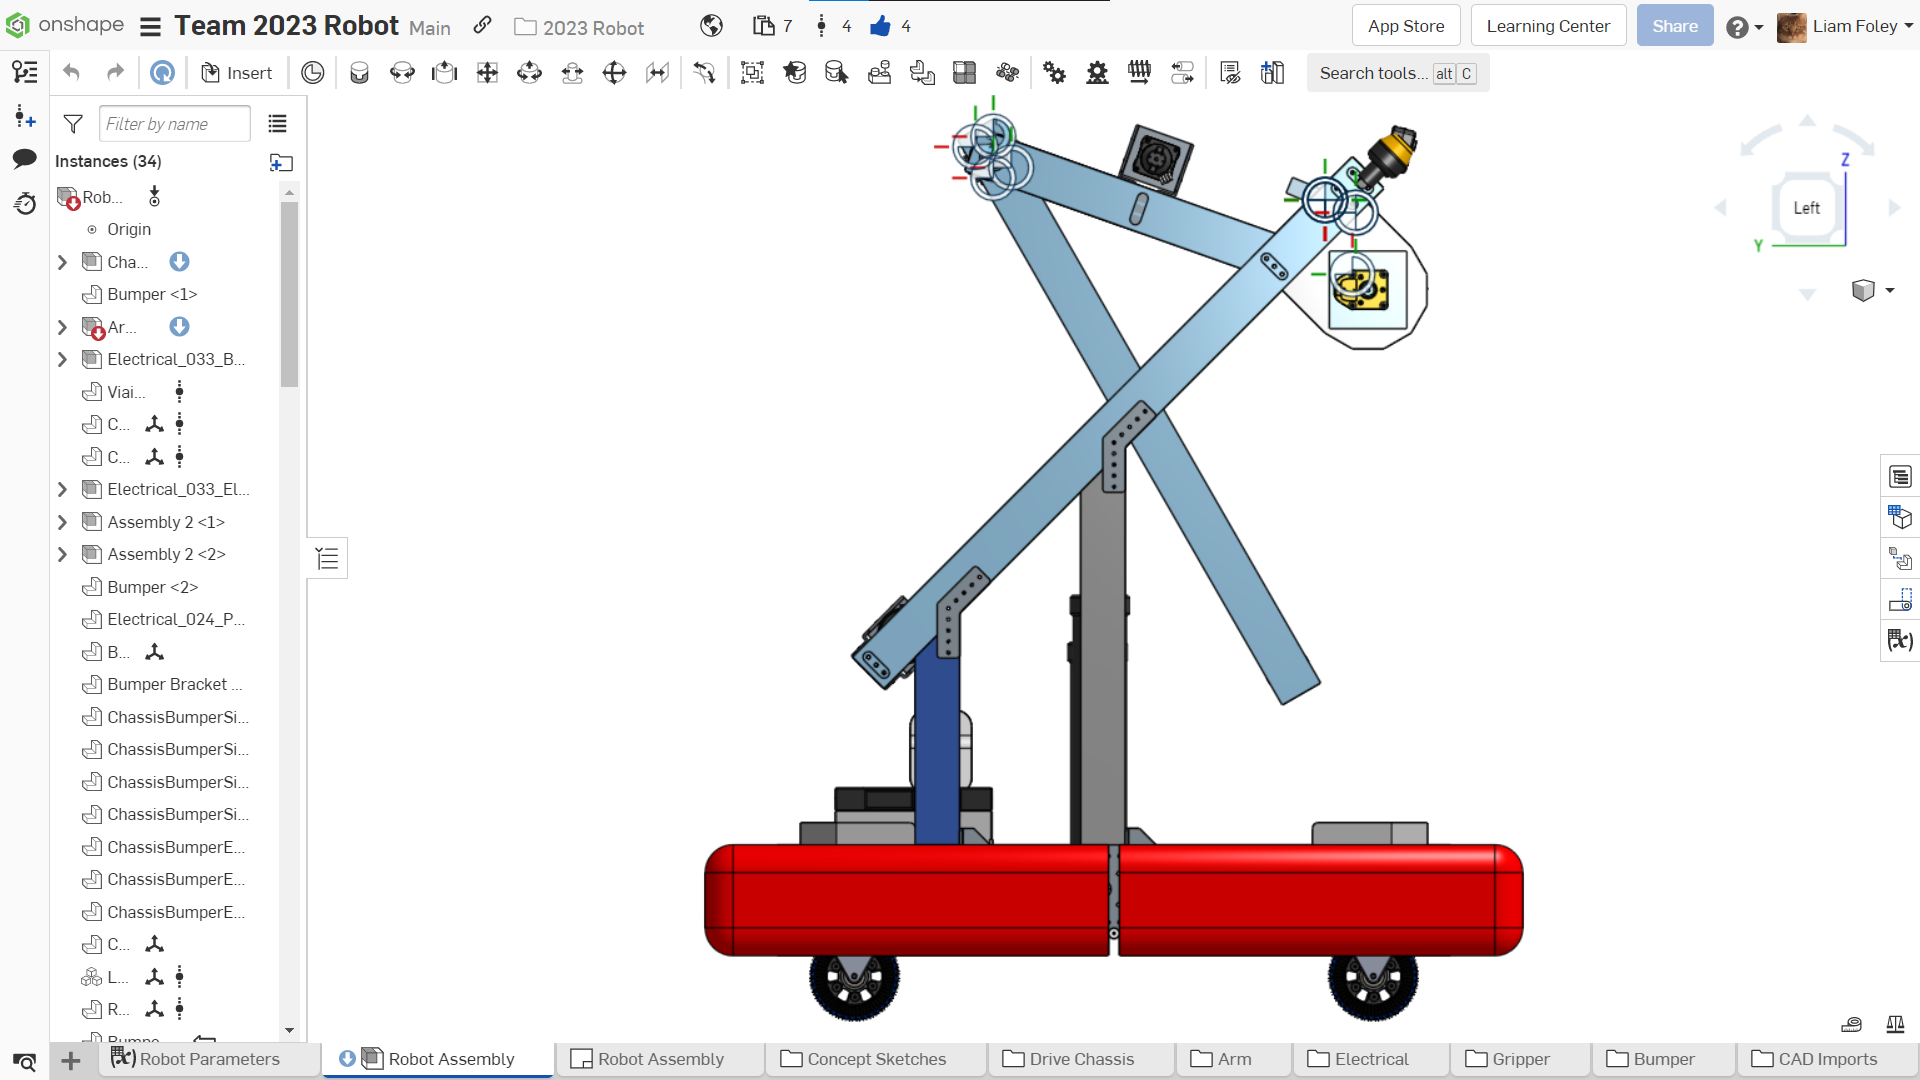 onshape Team 2023 Robot Main 2023 Robot 7 4 4 App Store Learning Center Share Liam Foley
Insert Search tools... alt C
Filter by name
Instances (34)
Rob...
Origin
Cha...
Bumper <1>
Ar...
Electrical_033_B...
Viai...
C...
C...
Electrical_033_El...
Assembly 2 <1>
Assembly 2 <2>
Bumper <2>
Electrical_024_P...
B...
Bumper Bracket ...
ChassisBumperSi...
ChassisBumperSi...
ChassisBumperSi...
ChassisBumperSi...
ChassisBumperE...
ChassisBumperE...
ChassisBumperE...
C...
L...
R...
Z
Left
Y
(x)
(x) Robot Parameters Robot Assembly Robot Assembly Concept Sketches Drive Chassis Arm Electrical Gripper Bumper CAD Imports